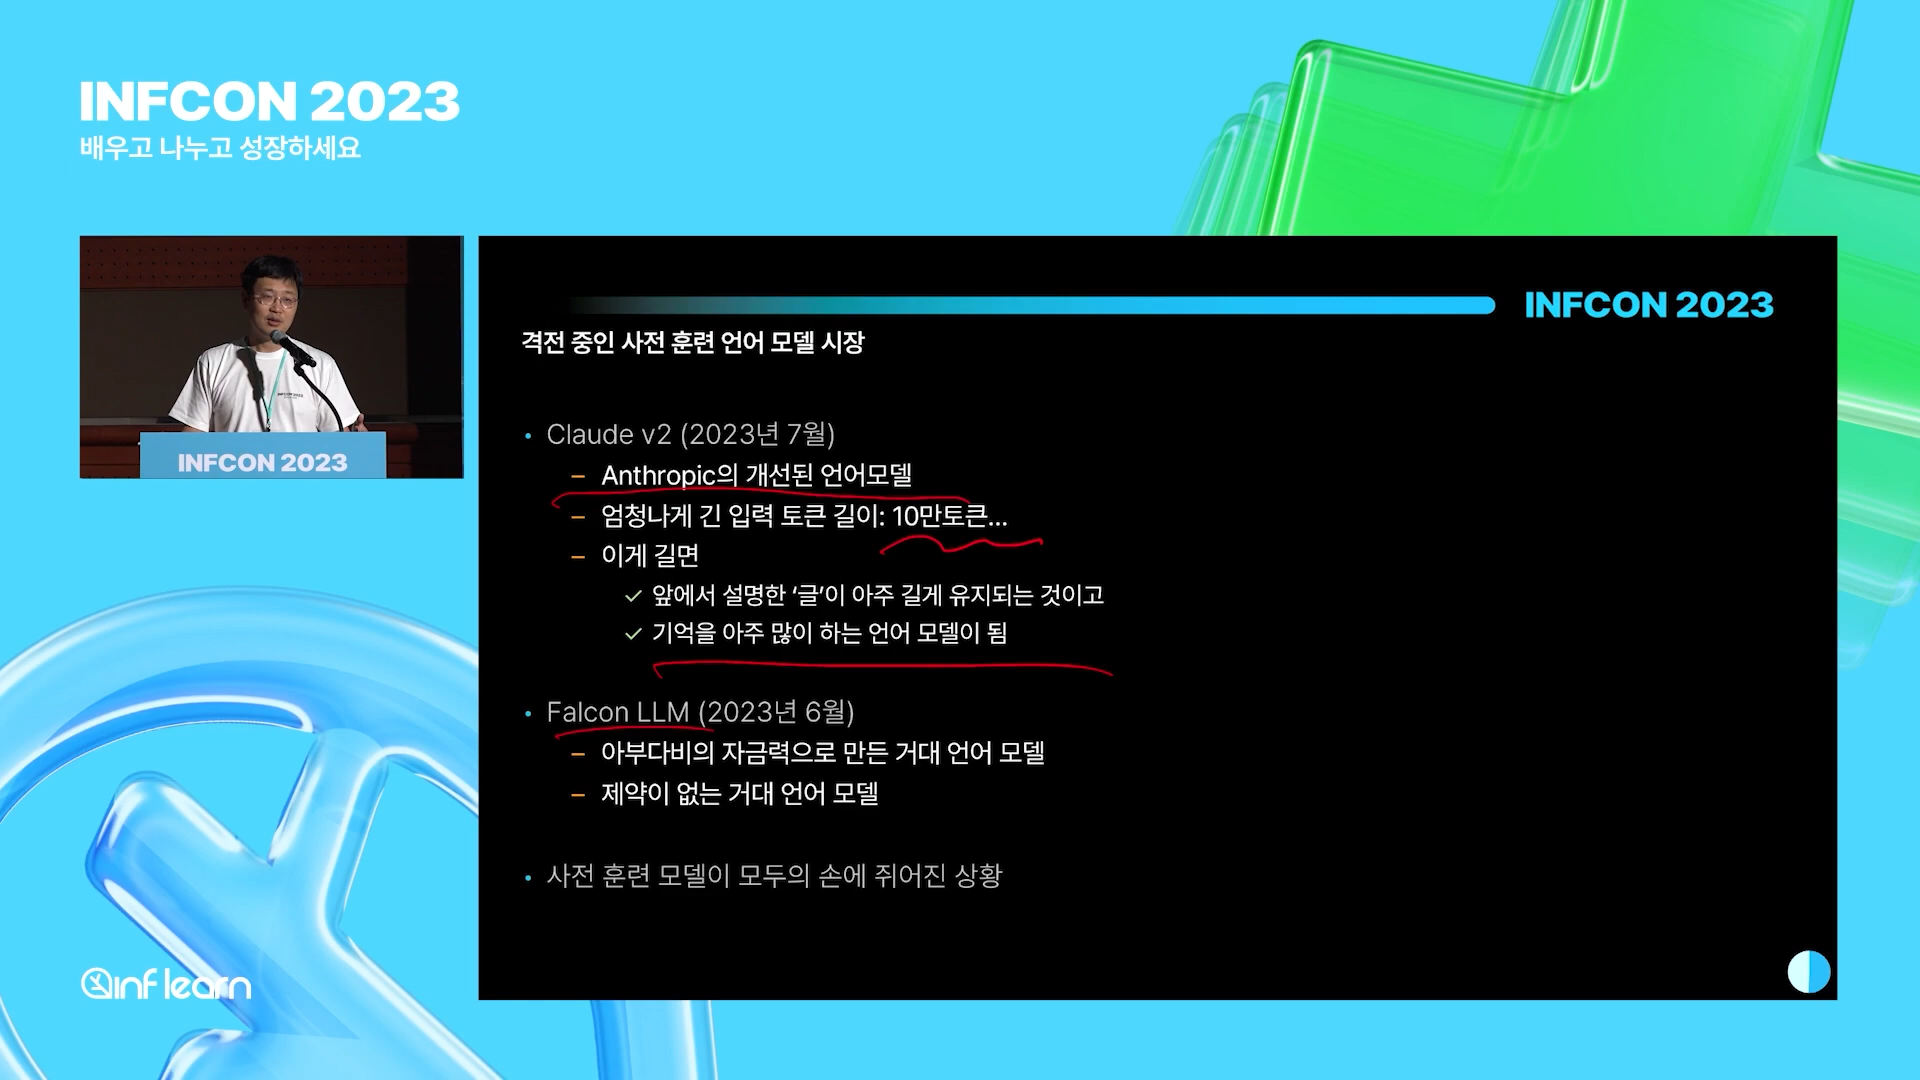 INFCON 2023
배우고 나누고 성장하세요
INFCON 2023
INFCON 2023
격전 중인 사전 훈련 언어 모델 시장
• Claude v2 (2023년 7월)
– Anthropic의 개선된 언어모델
– 엄청나게 긴 입력 토큰 길이: 10만토큰...
– 이게 길면
✓ 앞에서 설명한 ‘글’이 아주 길게 유지되는 것이고
✓ 기억을 아주 많이 하는 언어 모델이 됨
• Falcon LLM (2023년 6월)
– 아부다비의 자금력으로 만든 거대 언어 모델
– 제약이 없는 거대 언어 모델
• 사전 훈련 모델이 모두의 손에 쥐어진 상황
inflearn